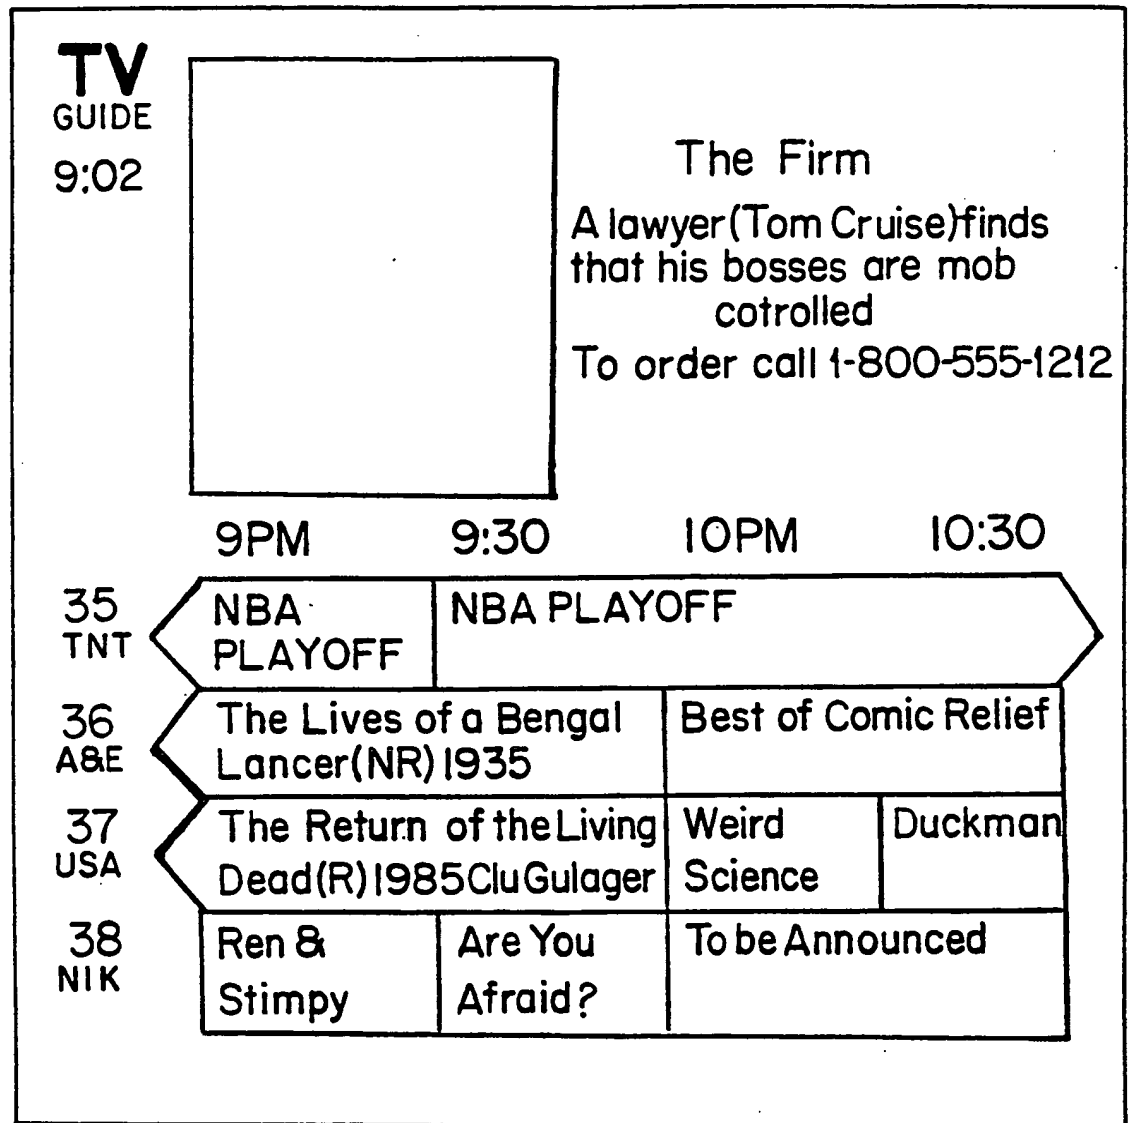 TV
GUIDE
9:02
The Firm
A lawyer (Tom Cruise) finds
that his bosses are mob
cotrolled
To order call 1-800-555-1212
9PM 9:30 10PM 10:30
35
TNT
NBA
PLAYOFF
NBA PLAYOFF
36
A&E
The Lives of a Bengal
Lancer (NR) 1935
Best of Comic Relief
37
USA
The Return of the Living
Dead (R) 1985 Clu Gulager
Weird
Science
Duckman
38
NIK
Ren &
Stimpy
Are You
Afraid?
To be Announced